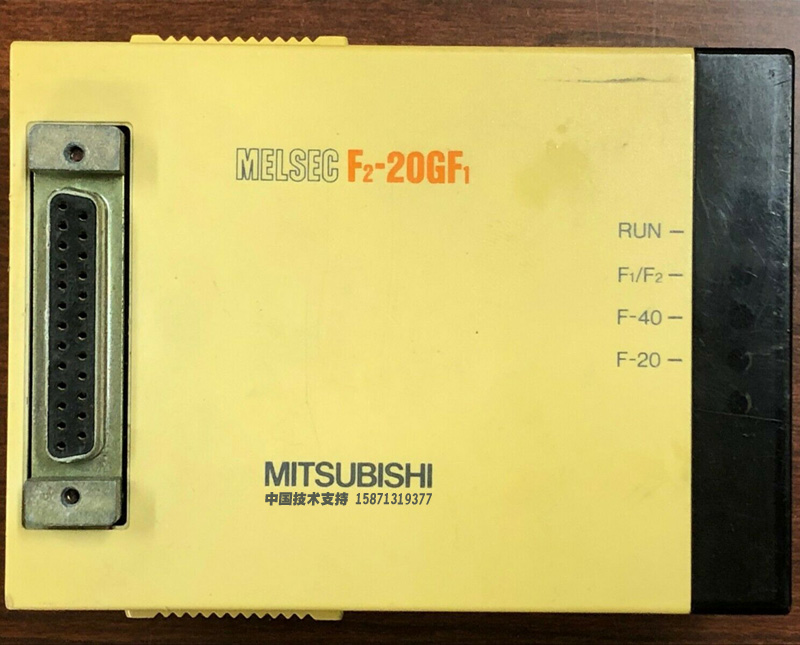 MELSEC F2-20GF1
RUN
F1/F2
F-40
F-20
MITSUBISHI
中国技术支持 15871319377